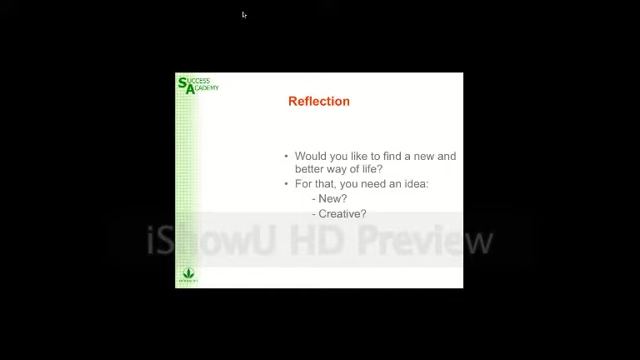 SUCCESS
ACADEMY
Reflection
• Would you like to find a new and
better way of life?
• For that, you need an idea:
- New?
- Creative?
iShowU HD Preview